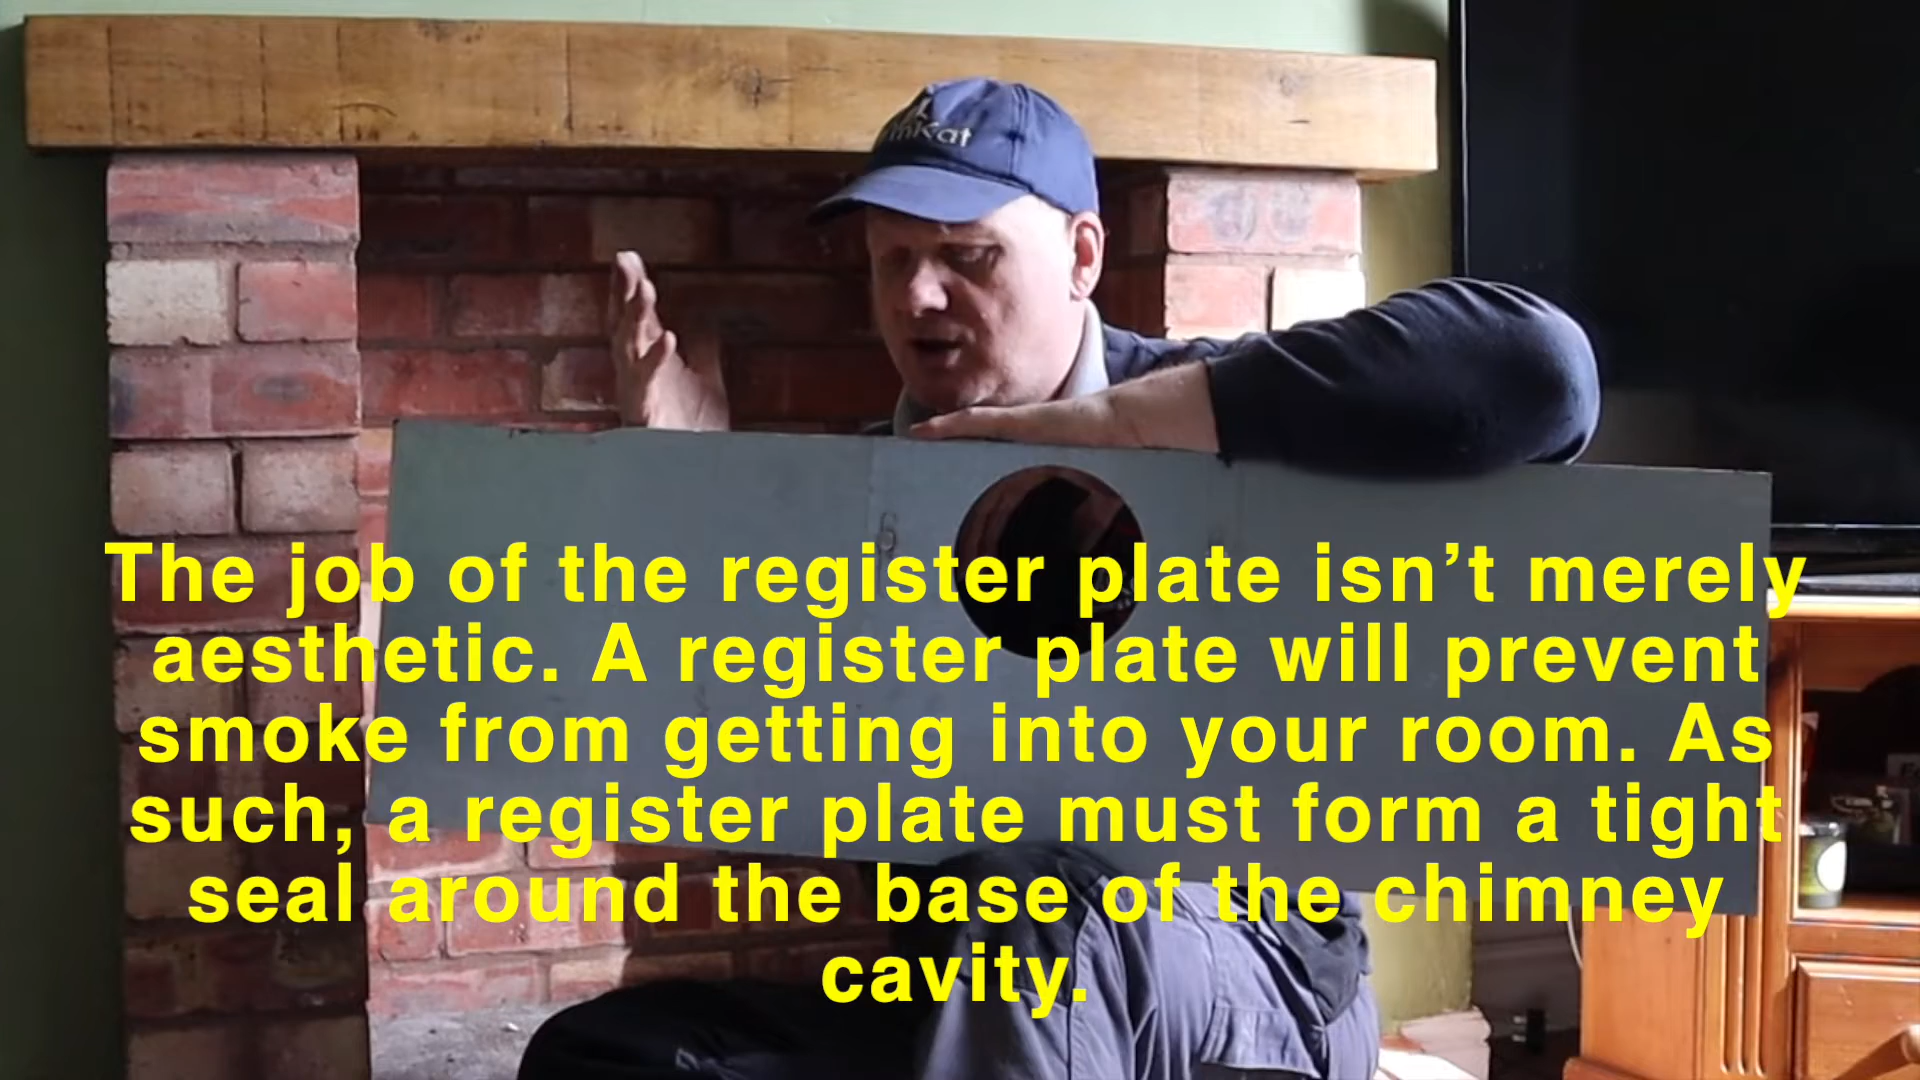 The job of the register plate isn’t merely
aesthetic. A register plate will prevent
smoke from getting into your room. As
such, a register plate must form a tight
seal around the base of the chimney
cavity.